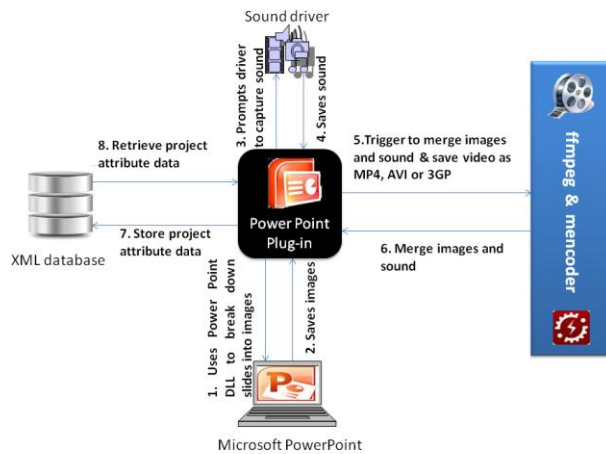 Sound driver
3. Prompts driver
to capture sound
4. Saves sound
8. Retrieve project
attribute data
5.Trigger to merge images
and sound & save video as
MP4, AVI or 3GP
ffmpeg & mencoder
Power Point
Plug-in
7. Store project
attribute data
6. Merge images and
sound
XML database
1. Uses Power Point
DLL to break down
slides into images
2. Saves images
P
Microsoft PowerPoint